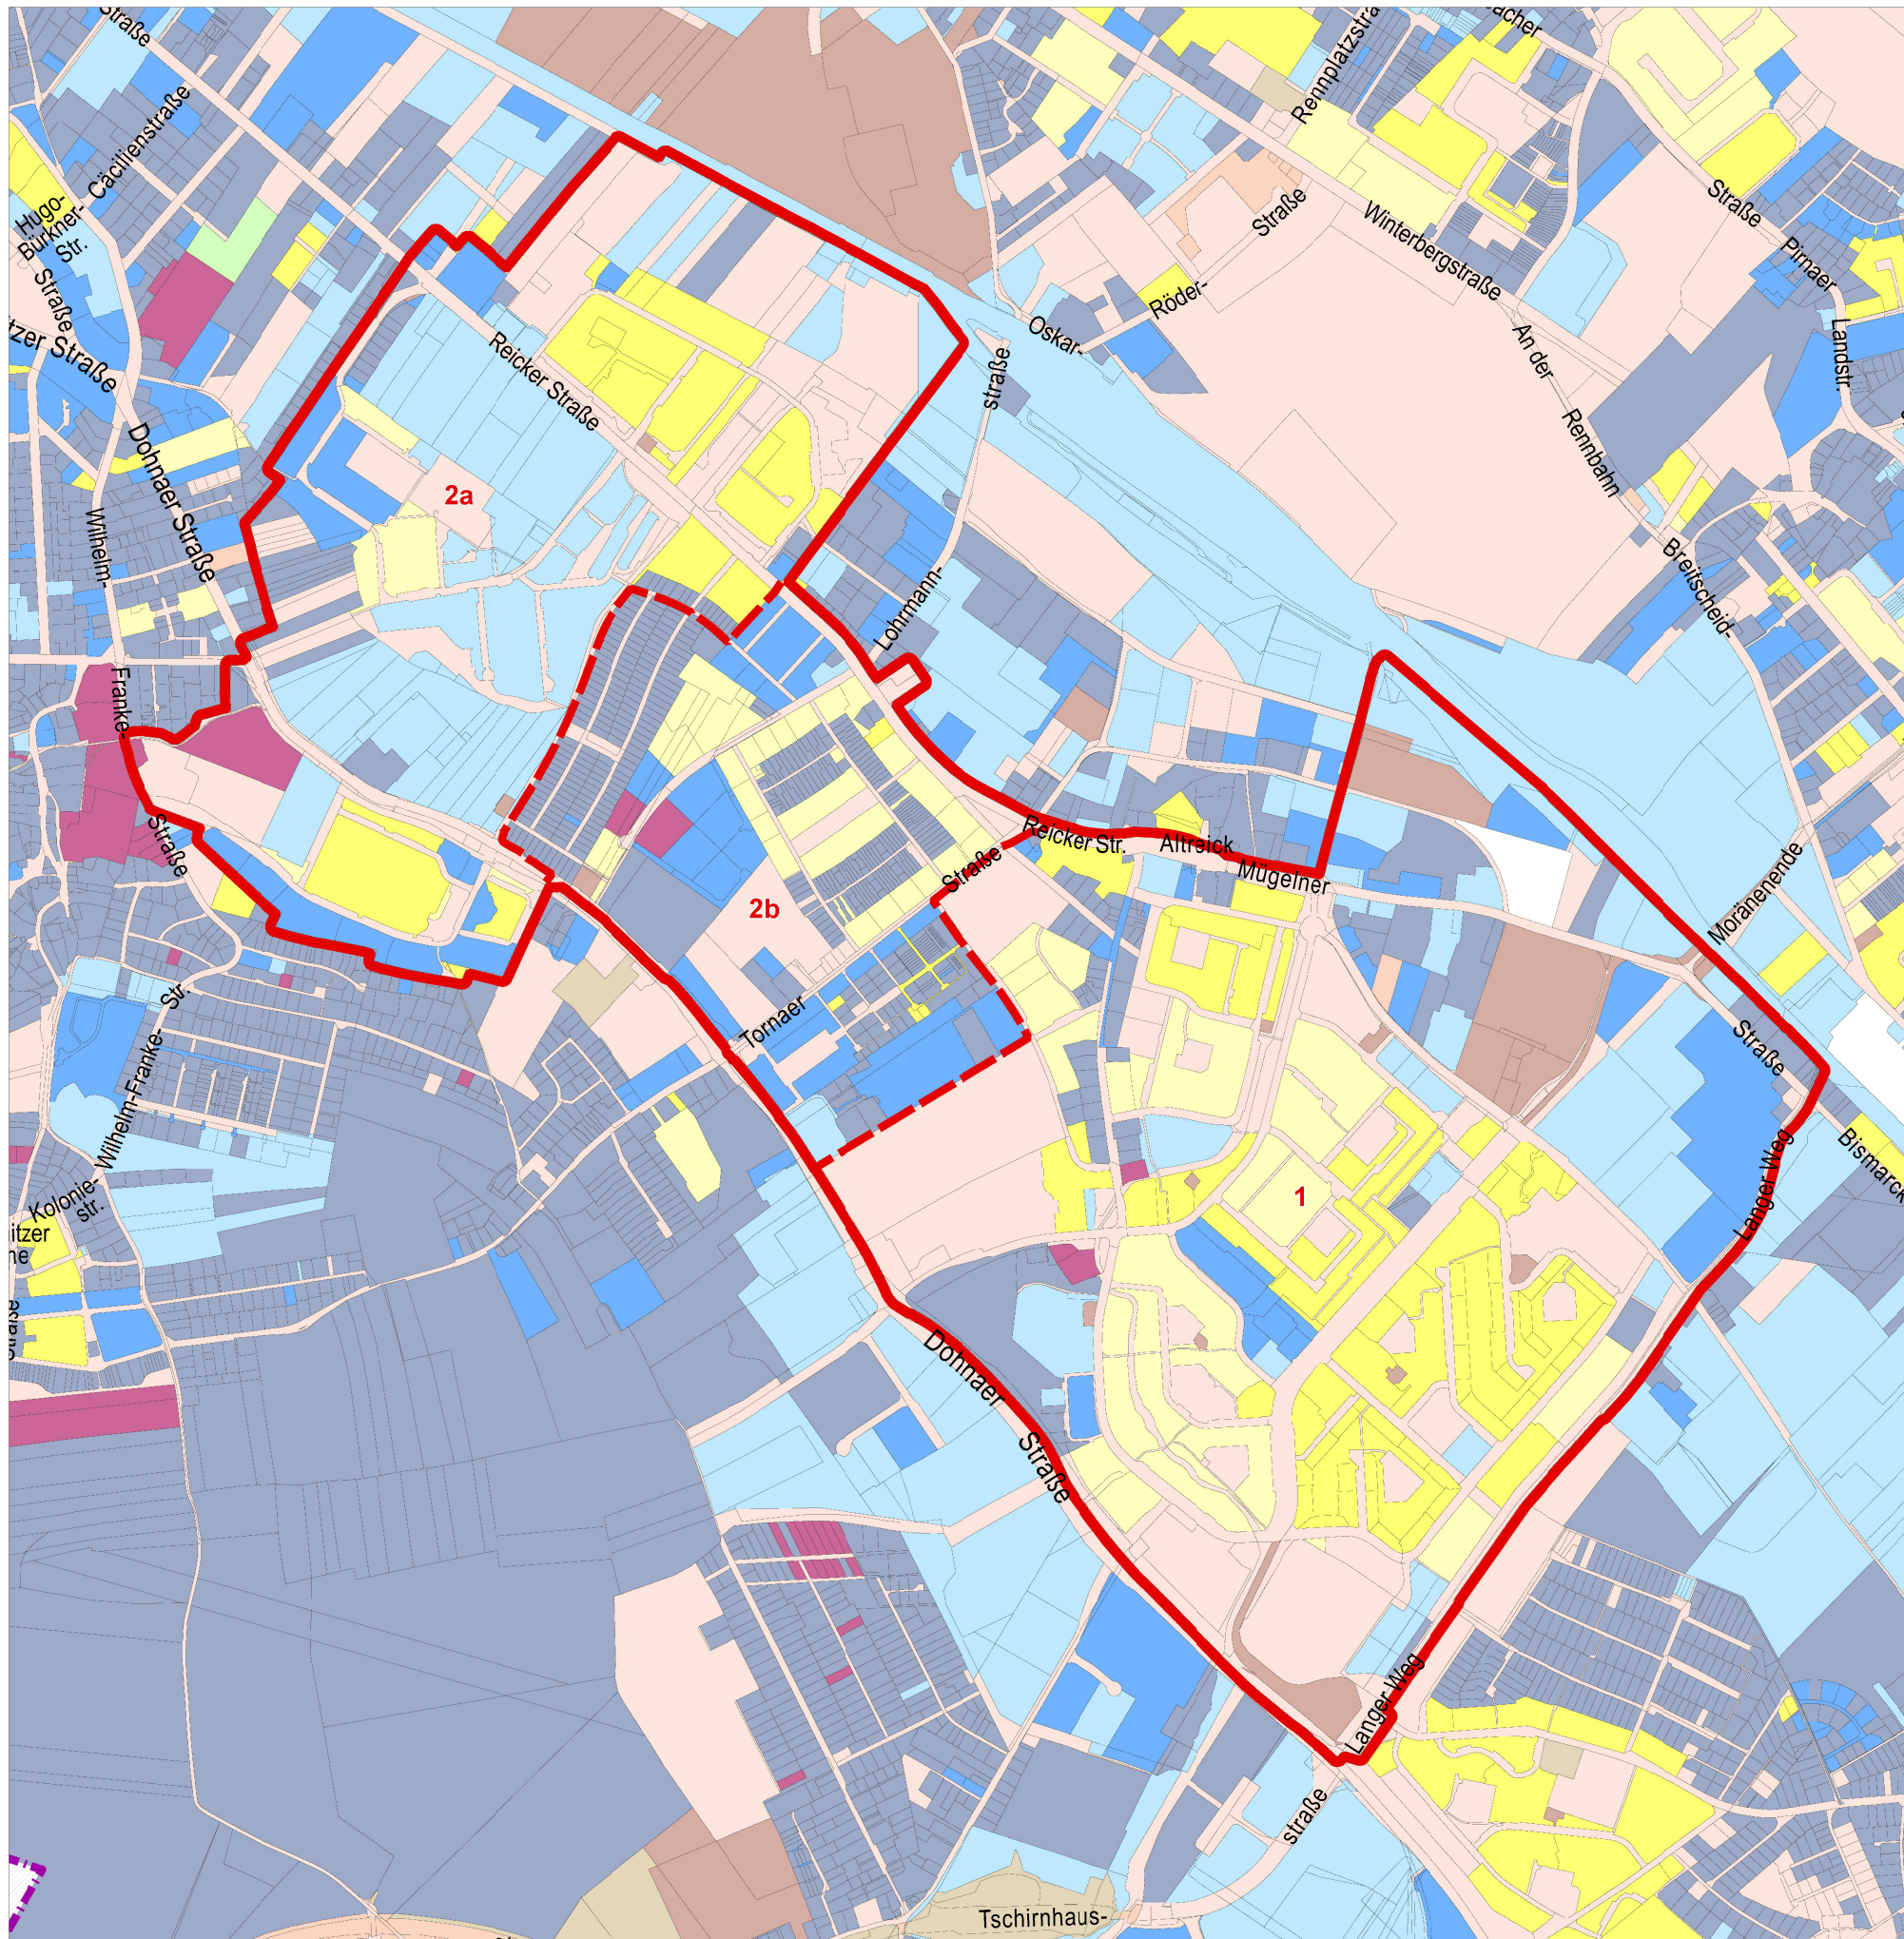 Straße
Cäcilienstraße
Hugo-
Bürkner-
Str.
Straße
Dohnaer Straße
Wilhelm-
Franke-
Straße
Reicker Straße
2a
Rennplatzstra
Straße
Röder-
Oskar-
straße
Lohrmann-
Winterbergstraße
An der
Rennbahn
Straße
Pirnaer
Landstr.
Breitscheid-
Reicker Str.
Altreick
Mügelner
Straße
Tornaer
2b
Moränenende
Straße
Bismarck
Langer Weg
1
Wilhelm-Franke-
Str.
Kolonie-
str.
itzer
Dohnaer
Straße
Langer Weg
straße
Tschirnhaus-